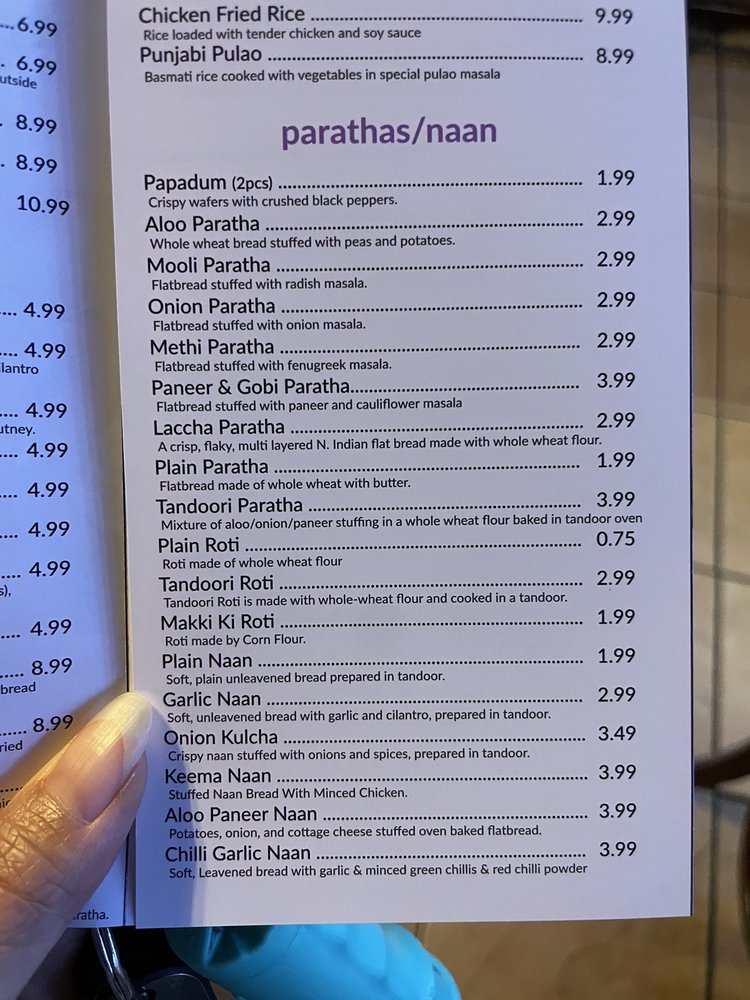 ...6.99
. 6.99
utside
. 8.99
. 8.99
10.99
.... 4.99
.... 4.99
lantro
.... 4.99
utney.
.... 4.99
.... 4.99
.... 4.99
.... 4.99
s),
.... 4.99
..... 8.99
bread
...... 8.99
ried
aratha.
Chicken Fried Rice ........ 9.99
Rice loaded with tender chicken and soy sauce
Punjabi Pulao ........ 8.99
Basmati rice cooked with vegetables in special pulao masala
parathas/naan
Papadum (2pcs) ........ 1.99
Crispy wafers with crushed black peppers.
Aloo Paratha ........ 2.99
Whole wheat bread stuffed with peas and potatoes.
Mooli Paratha ........ 2.99
Flatbread stuffed with radish masala.
Onion Paratha ........ 2.99
Flatbread stuffed with onion masala.
Methi Paratha ........ 2.99
Flatbread stuffed with fenugreek masala.
Paneer & Gobi Paratha........ 3.99
Flatbread stuffed with paneer and cauliflower masala
Laccha Paratha ........ 2.99
A crisp, flaky, multi layered N. Indian flat bread made with whole wheat flour.
Plain Paratha ........ 1.99
Flatbread made of whole wheat with butter.
Tandoori Paratha ........ 3.99
Mixture of aloo/onion/paneer stuffing in a whole wheat flour baked in tandoor oven
Plain Roti ........ 0.75
Roti made of whole wheat flour
Tandoori Roti ........ 2.99
Tandoori Roti is made with whole-wheat flour and cooked in a tandoor.
Makki Ki Roti ........ 1.99
Roti made by Corn Flour.
Plain Naan ........ 1.99
Soft, plain unleavened bread prepared in tandoor.
Garlic Naan ........ 2.99
Soft, unleavened bread with garlic and cilantro, prepared in tandoor.
Onion Kulcha ........ 3.49
Crispy naan stuffed with onions and spices, prepared in tandoor.
Keema Naan ........ 3.99
Stuffed Naan Bread With Minced Chicken.
Aloo Paneer Naan ........ 3.99
Potatoes, onion, and cottage cheese stuffed oven baked flatbread.
Chilli Garlic Naan ........ 3.99
Soft, Leavened bread with garlic & minced green chillis & red chilli powder